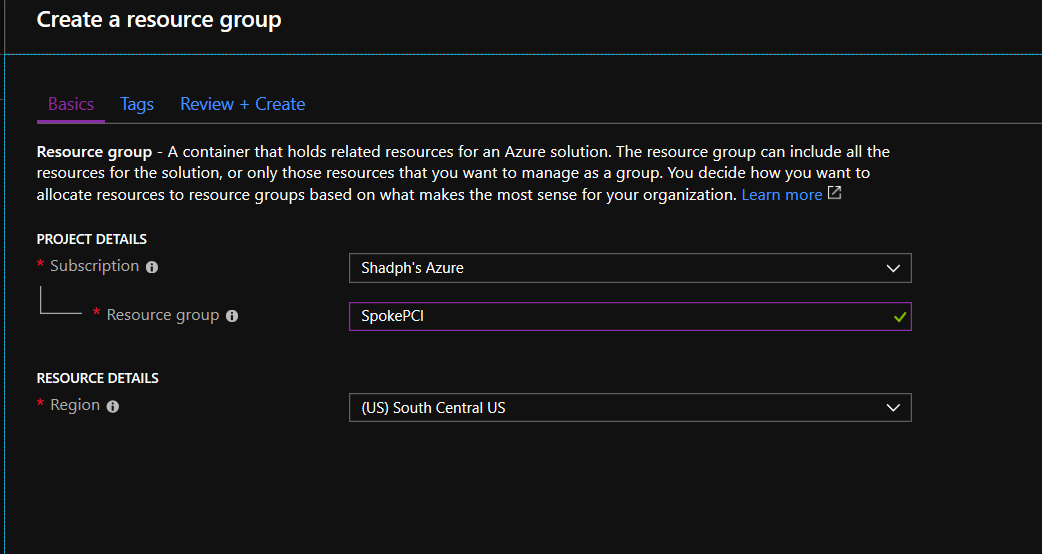 Create a resource group
Basics Tags Review + Create
Resource group - A container that holds related resources for an Azure solution. The resource group can include all the
resources for the solution, or only those resources that you want to manage as a group. You decide how you want to
allocate resources to resource groups based on what makes the most sense for your organization. Learn more
PROJECT DETAILS
* Subscription Shadph's Azure
* Resource group SpokePCI
RESOURCE DETAILS
* Region (US) South Central US